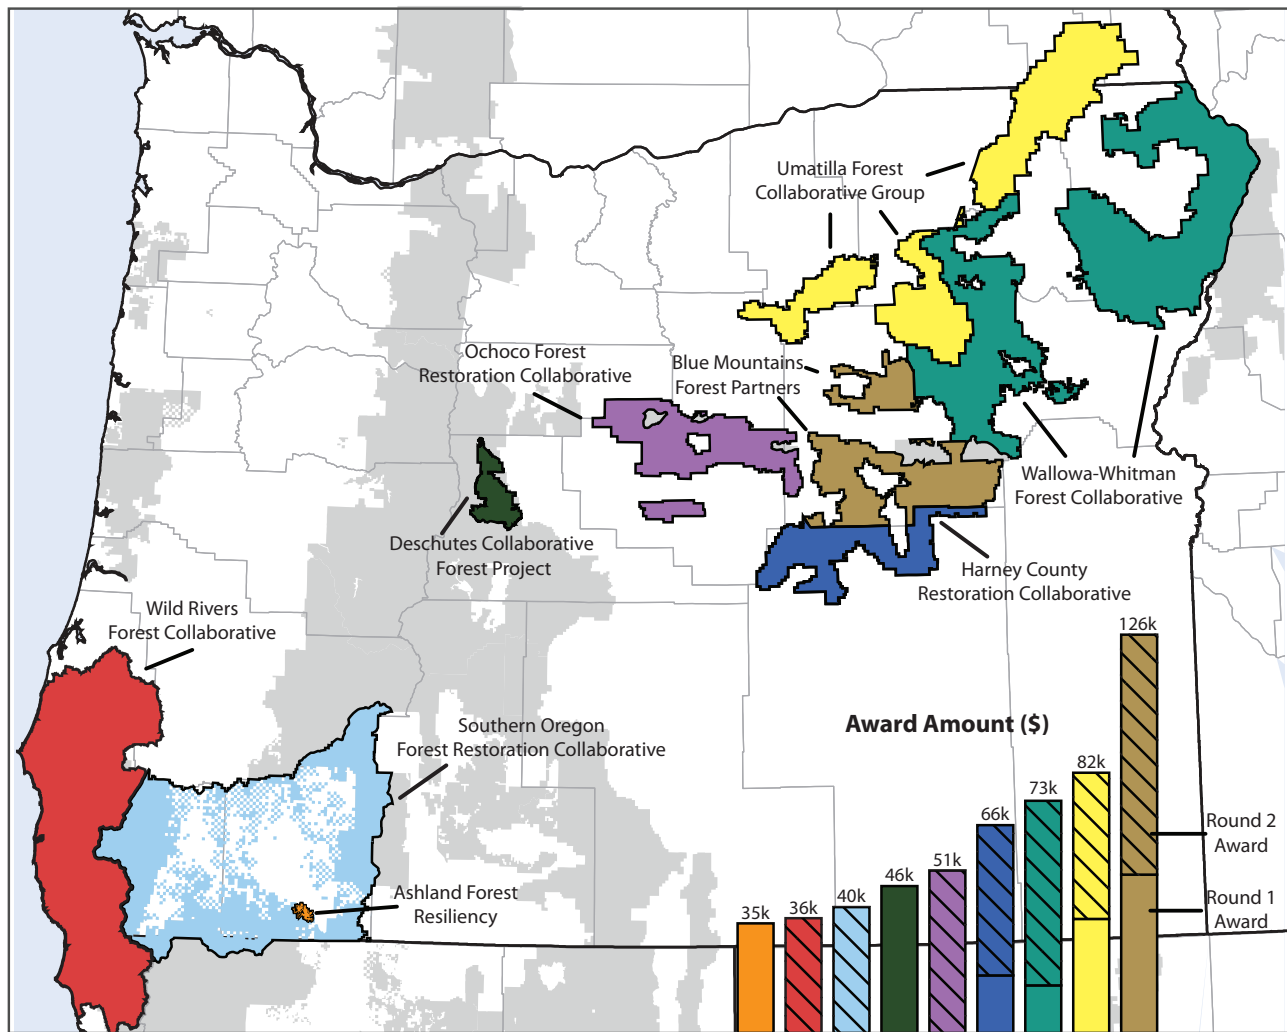 Umatilla Forest
Collaborative Group
Ochoco Forest
Restoration Collaborative
Blue Mountains
Forest Partners
Wallowa-Whitman
Forest Collaborative
Deschutes Collaborative
Forest Project
Harney County
Restoration Collaborative
Wild Rivers
Forest Collaborative
Southern Oregon
Forest Restoration Collaborative
Ashland Forest
Resiliency
Award Amount ($)
35k
36k
40k
46k
51k
66k
73k
82k
126k
Round 2
Award
Round 1
Award